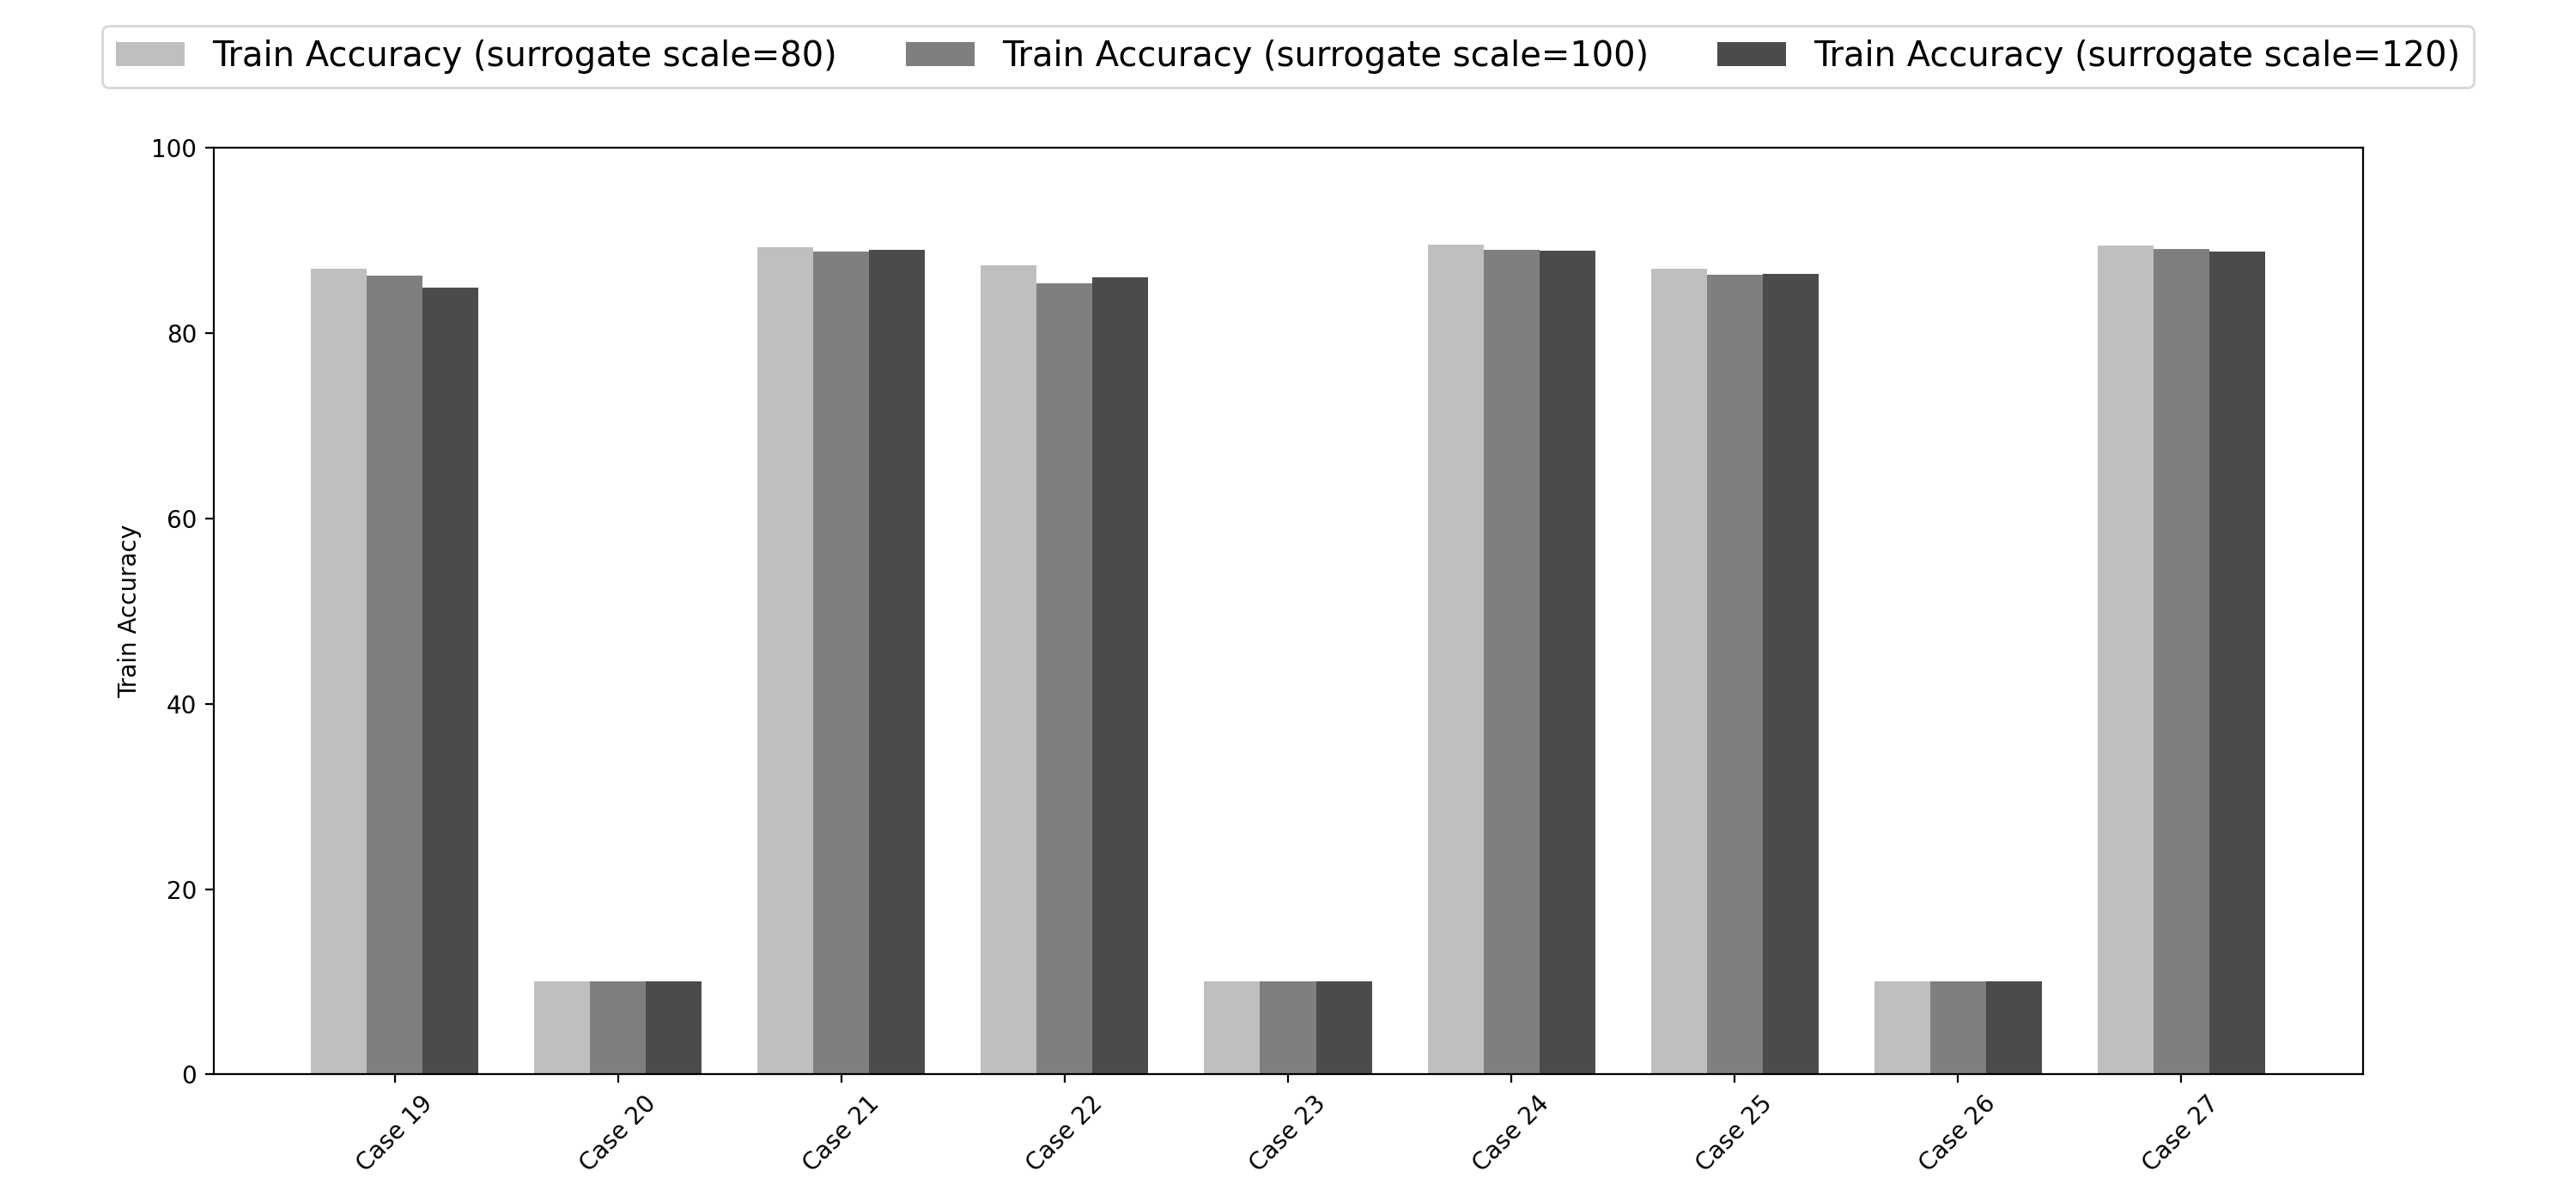 Train Accuracy (surrogate scale=80) Train Accuracy (surrogate scale=100) Train Accuracy (surrogate scale=120)
100
80
60
40
20
0
Train Accuracy
Case 19 Case 20 Case 21 Case 22 Case 23 Case 24 Case 25 Case 26 Case 27